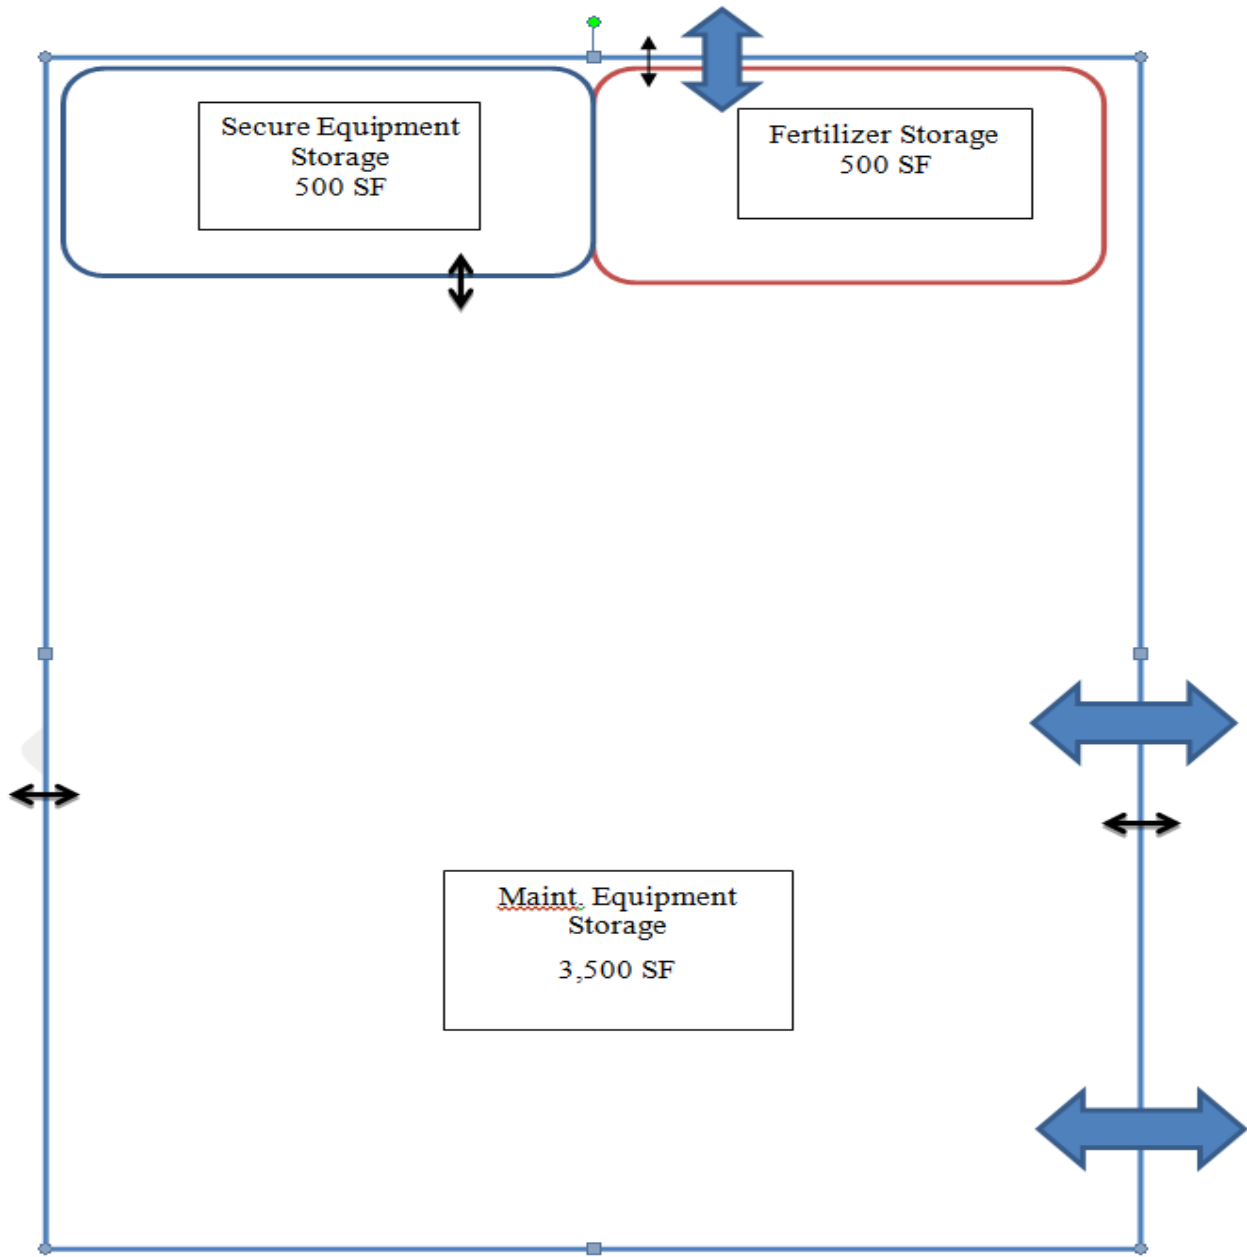 Secure Equipment
Storage
500 SF
Fertilizer Storage
500 SF
Maint. Equipment
Storage
3,500 SF